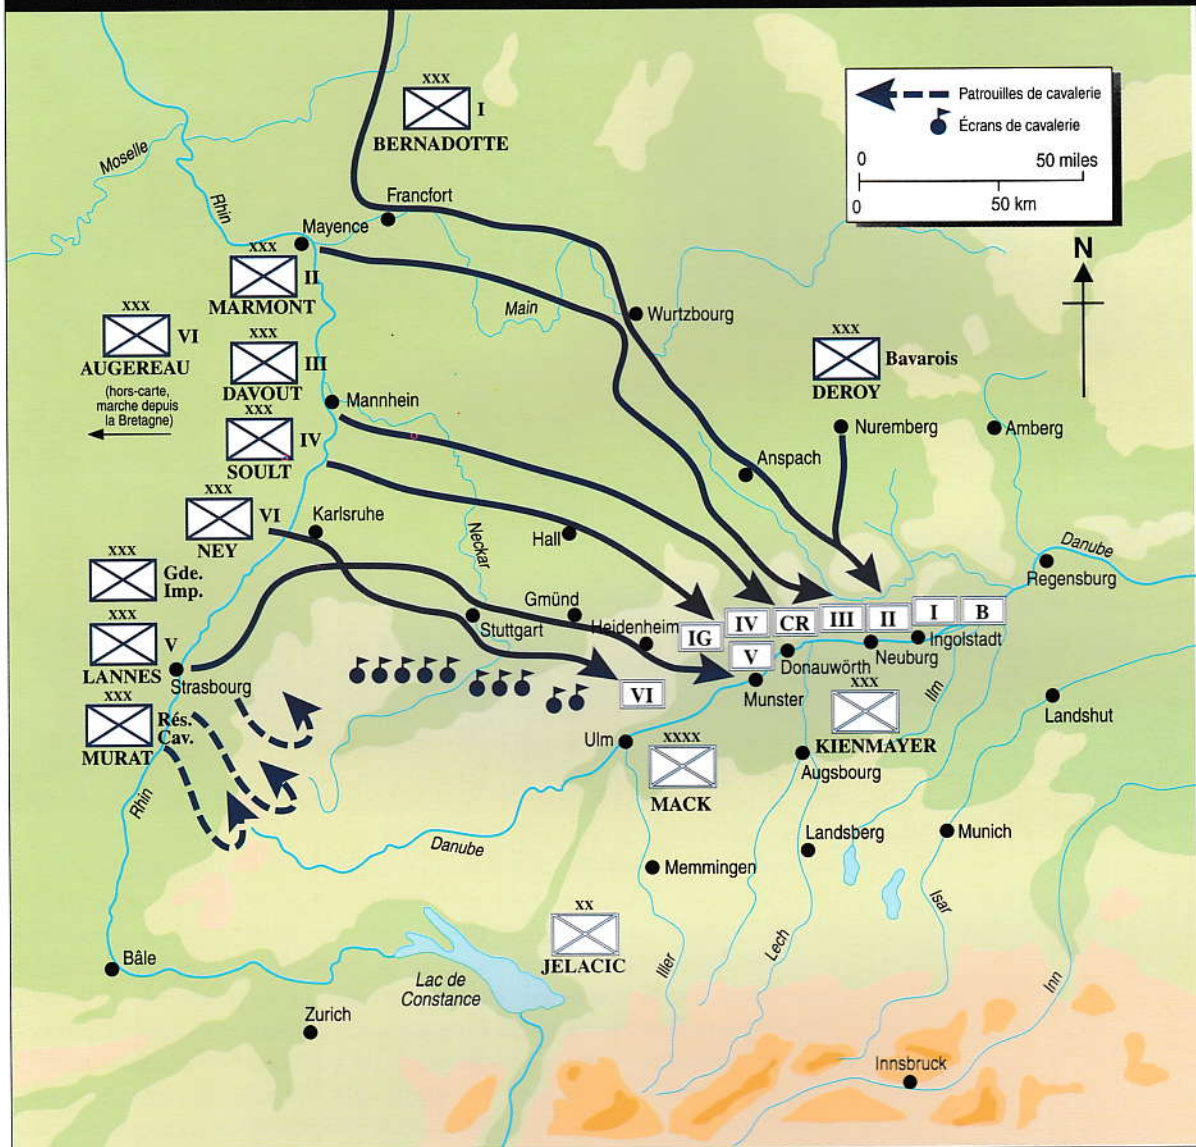 XXX
I
BERNADOTTE
Patrouilles de cavalerie
Écrans de cavalerie
0
50 miles
0
50 km
N
Moselle
Rhin
Francfort
Mayence
XXX
II
MARMONT
Main
Wurtzbourg
XXX
VI
AUGEREAU
(hors-carte,
marche depuis
la Bretagne)
XXX
III
DAVOUT
XXX
Bavarois
DEROY
Mannhein
XXX
IV
SOULT
Nuremberg
Amberg
Anspach
XXX
VI
NEY
Karlsruhe
Neckar
Hall
Danube
Regensburg
XXX
Gde.
Imp.
Gmünd
Stuttgart
Heidenheim
IG
IV
CR
III
II
I
B
V
Ingolstadt
Neuburg
Donauwörth
XXX
V
LANNES
Strasbourg
VI
Munster
XXX
KIENMAYER
Ilm
Landshut
XXX
Rés.
Cav.
MURAT
Ulm
XXXX
MACK
Augsbourg
Rhin
Danube
Landsberg
Munich
Memmingen
Isar
XX
JELACIC
Iller
Lech
Inn
Bâle
Lac de
Constance
Zurich
Innsbruck